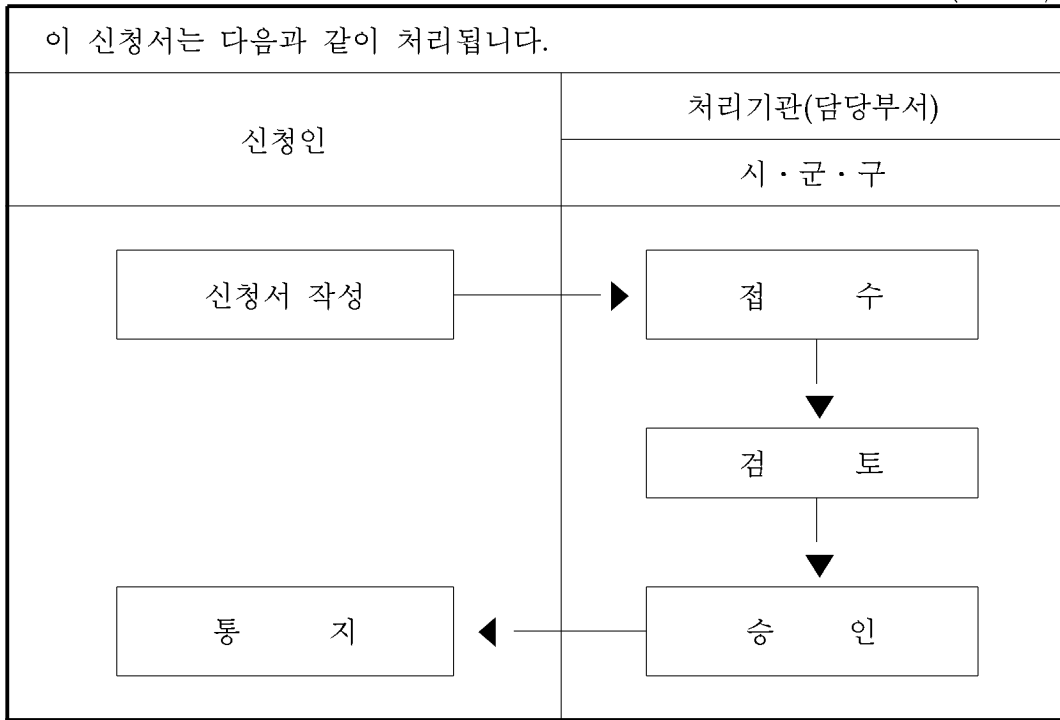 이 신청서는 다음과 같이 처리됩니다.
신청인
처리기관(담당부서)
시·군·구
신청서 작성
접 수
검 토
통 지
승 인